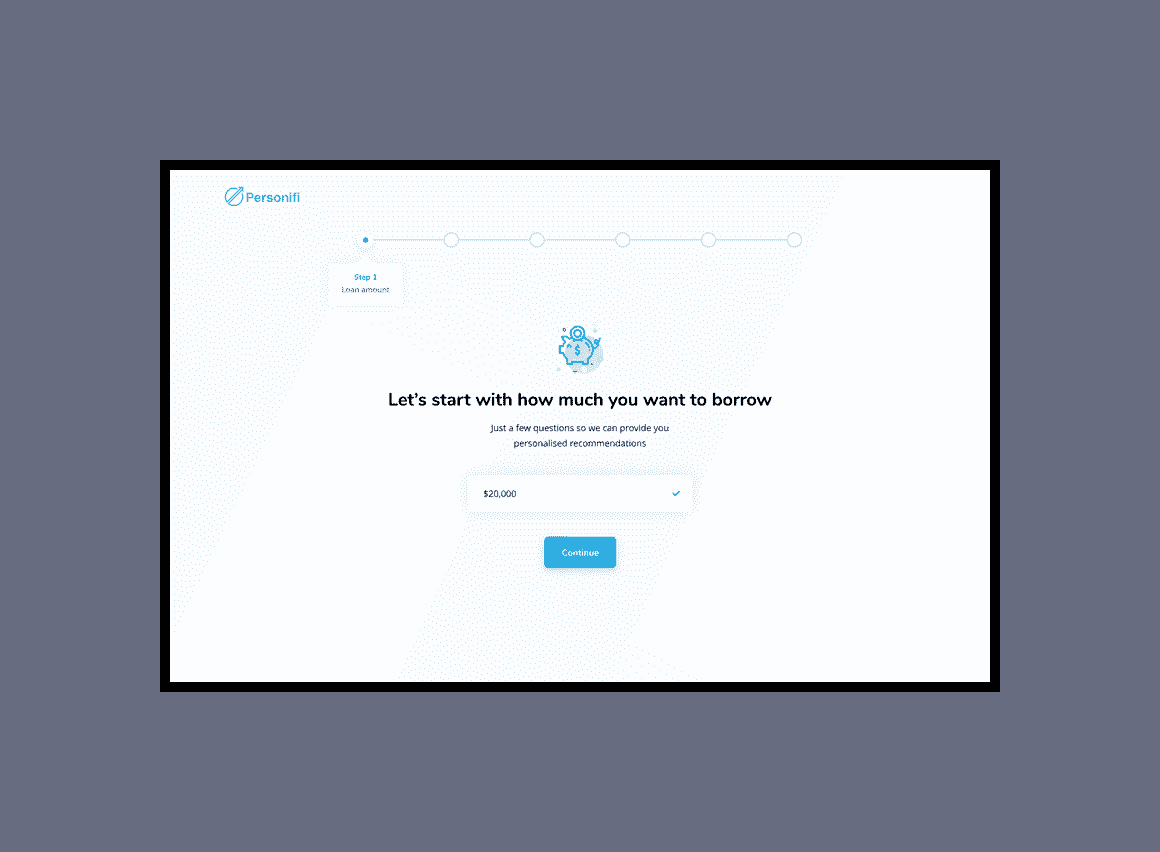 Personifi
Step 1
Loan amount
$
Let's start with how much you want to borrow
Just a few questions so we can provide you
personalised recommendations
$20,000
Continue